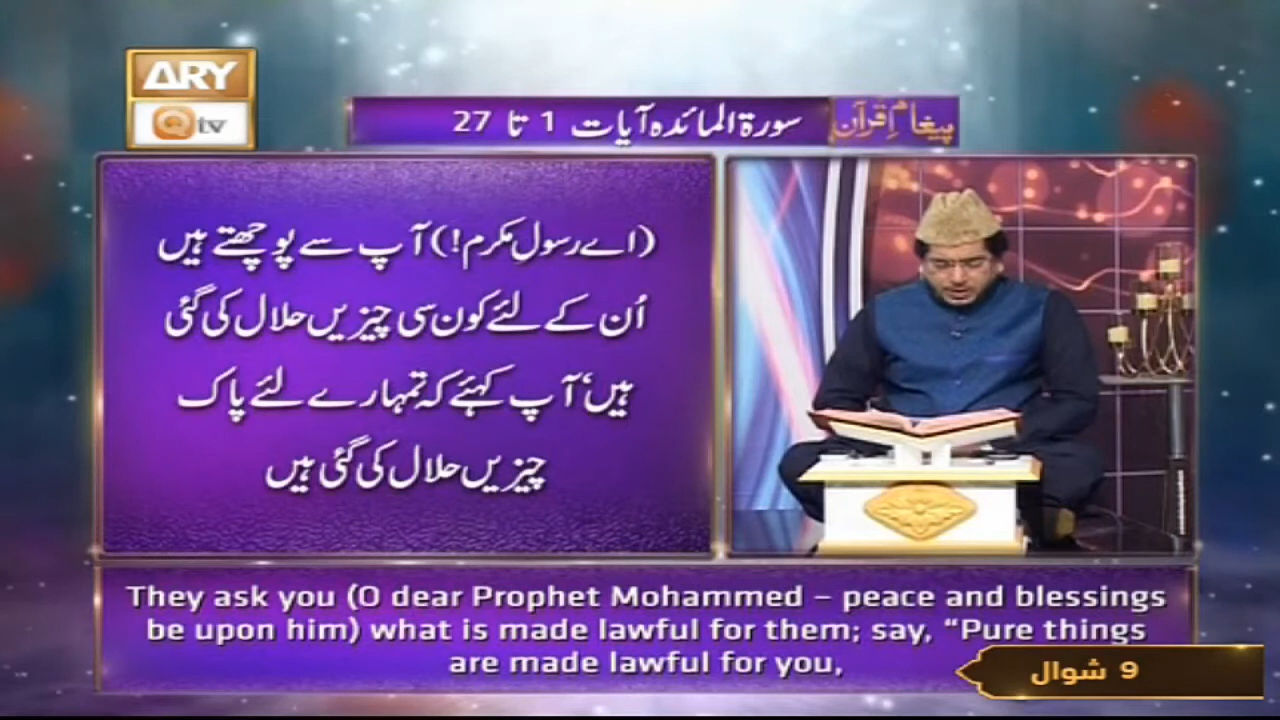 ARY
Qtv
سورۃ المائدہ آیات 1 تا 27
پیغامِ قرآن
(اے رسول مکرم!) آپ سے پوچھتے ہیں
اُن کے لئے کون سی چیزیں حلال کی گئی
ہیں‘ آپ کہئے کہ تمہارے لئے پاک
چیزیں حلال کی گئی ہیں
They ask you (O dear Prophet Mohammed – peace and blessings
be upon him) what is made lawful for them; say, “Pure things
are made lawful for you,
9 شوال